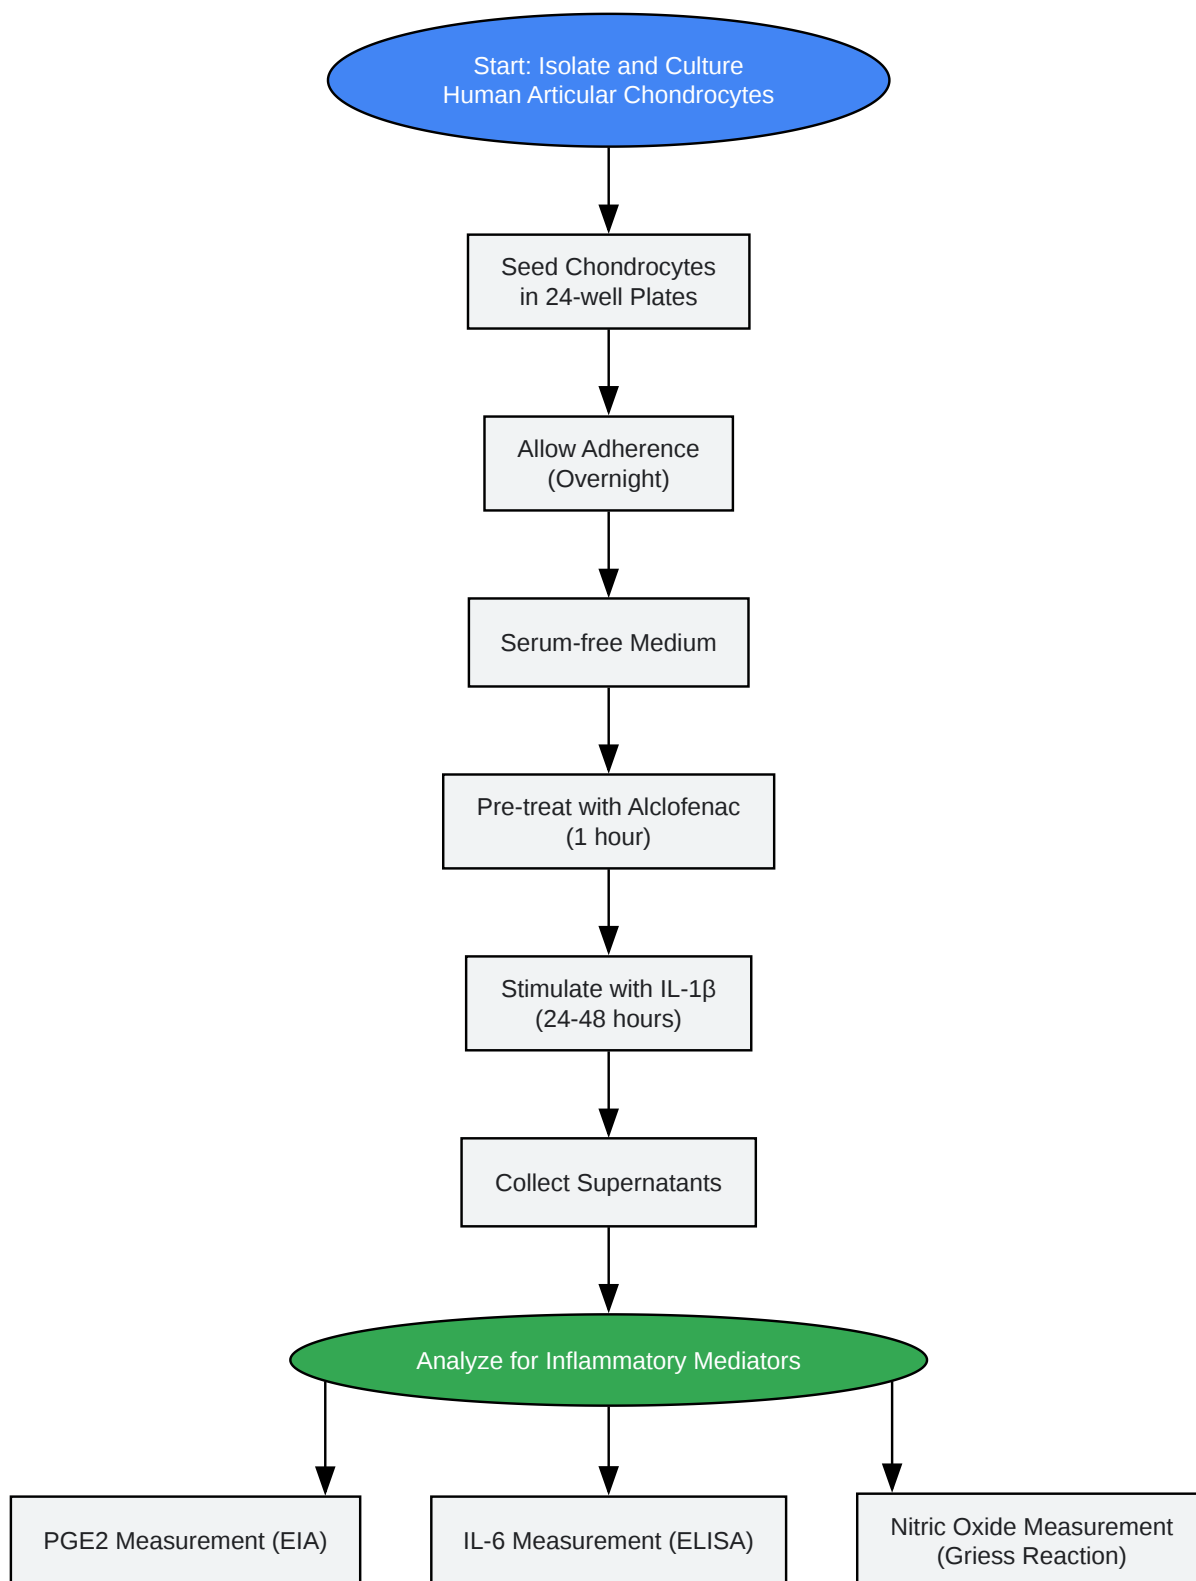 Start: Isolate and Culture
Human Articular Chondrocytes
Seed Chondrocytes
in 24-well Plates
Allow Adherence
(Overnight)
Serum-free Medium
Pre-treat with Alclofenac
(1 hour)
Stimulate with IL-1β
(24-48 hours)
Collect Supernatants
Analyze for Inflammatory Mediators
PGE2 Measurement (EIA)
IL-6 Measurement (ELISA)
Nitric Oxide Measurement
(Griess Reaction)